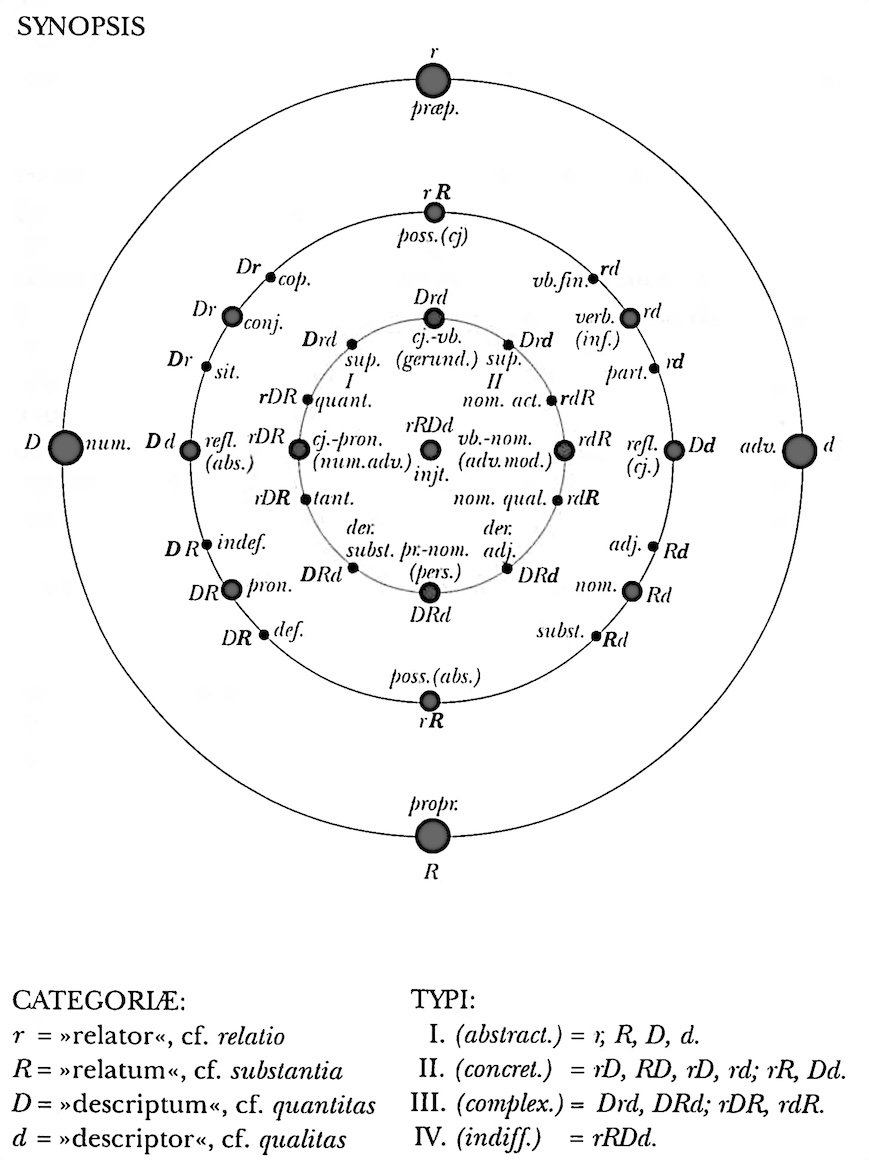 SYNOPSIS
r
præp.
rR
poss.(cj)
Dr cop.
vb.fin. rd
Dr conj.
Drd
cj.-vb.
(gerund.)
verb. rd
(inf.)
Drd sup.
I
sup. Drd
II
Dr sit.
part. rd
rDR quant.
nom. act. rdR
D num.
Dd refl.
(abs.)
rDR cj.-pron.
(num.adv.)
rRDd
injt.
vb.-nom. rdR
(adv.mod.)
refl. Dd
(cj.)
adv. d
rDR tant.
nom. qual. rdR
DR indef.
der.
subst.
DRd
pr.-nom.
(pers.)
DRd
der.
adj.
DRd
adj. Rd
DR pron.
nom. Rd
DR def.
subst. Rd
poss.(abs.)
rR
propr.
R
CATEGORIÆ:
r = »relator«, cf. relatio
R = »relatum«, cf. substantia
D = »descriptum«, cf. quantitas
d = »descriptor«, cf. qualitas
TYPI:
I. (abstract.) = r, R, D, d.
II. (concret.) = rD, RD, rD, rd; rR, Dd.
III. (complex.) = Drd, DRd; rDR, rdR.
IV. (indiff.) = rRDd.